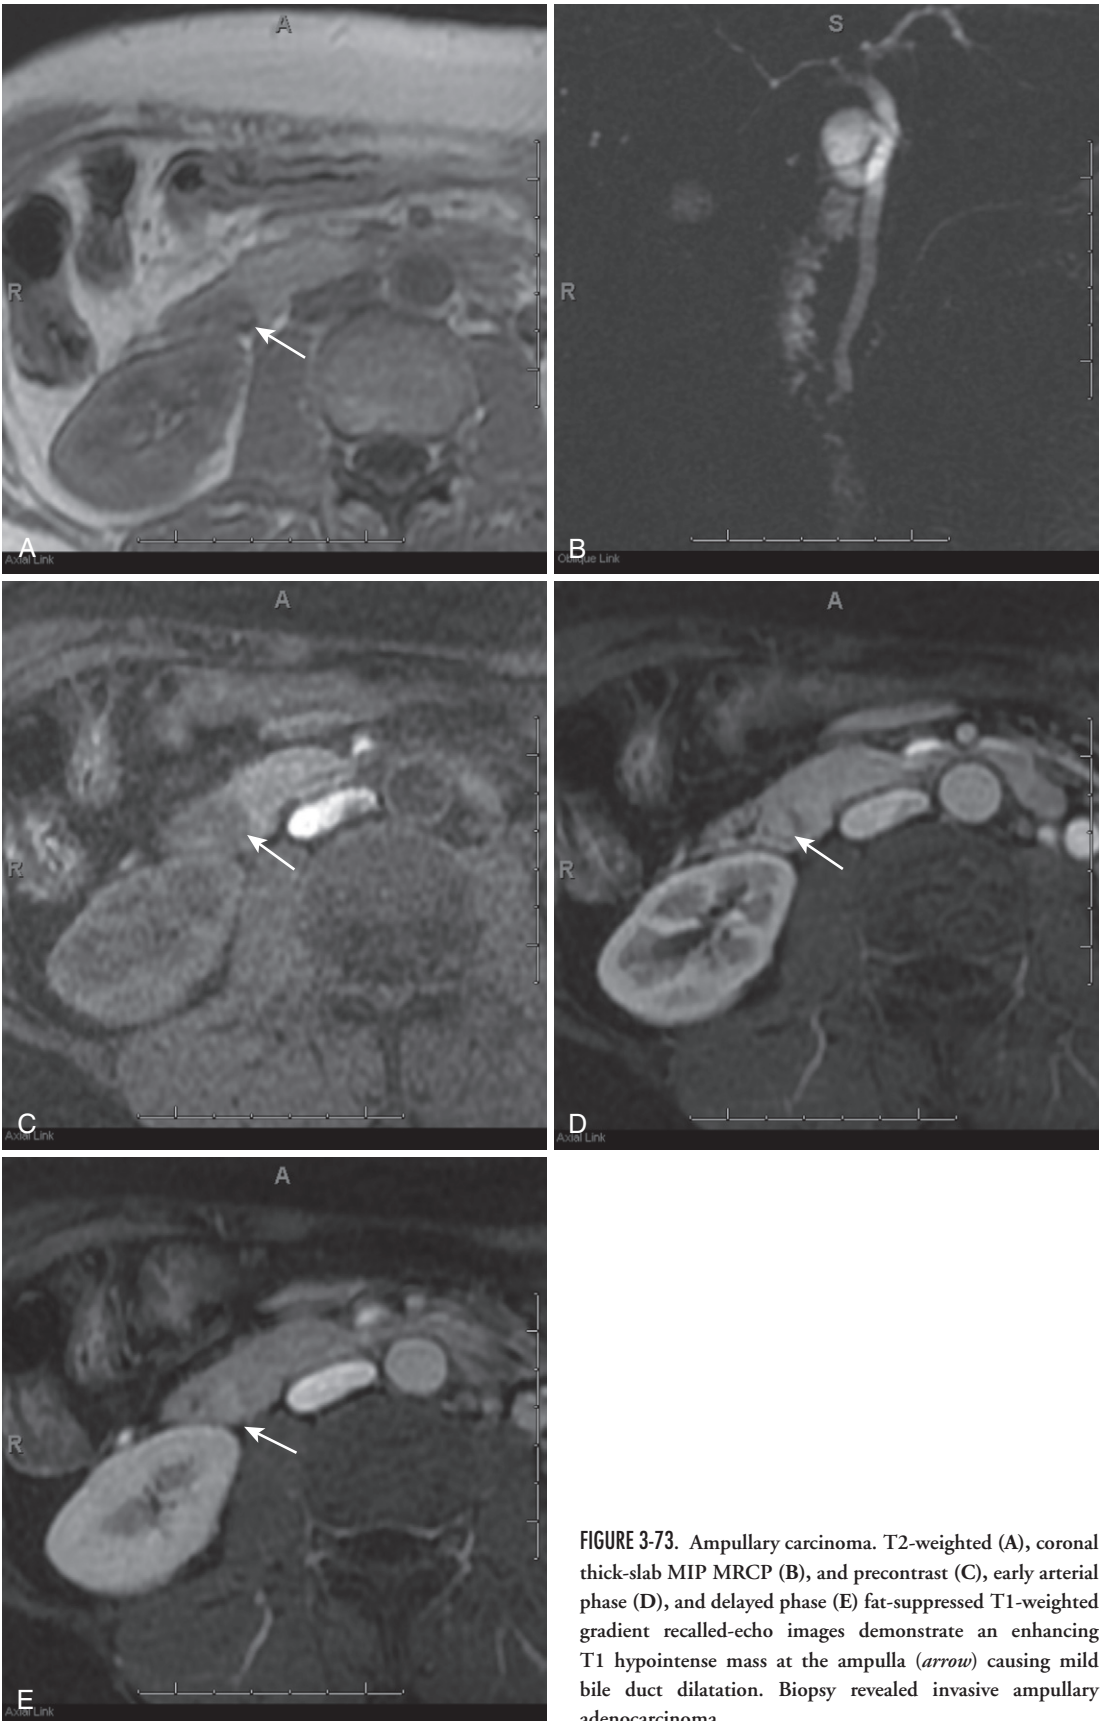 A
R
A
Axial Link
S
R
B
Oblique Link
A
R
C
Axial Link
A
R
D
Axial Link
A
R
E
Axial Link
FIGURE 3-73. Ampullary carcinoma. T2-weighted (A), coronal
thick-slab MIP MRCP (B), and precontrast (C), early arterial
phase (D), and delayed phase (E) fat-suppressed T1-weighted
gradient recalled-echo images demonstrate an enhancing
T1 hypointense mass at the ampulla (arrow) causing mild
bile duct dilatation. Biopsy revealed invasive ampullary
adenocarcinoma.